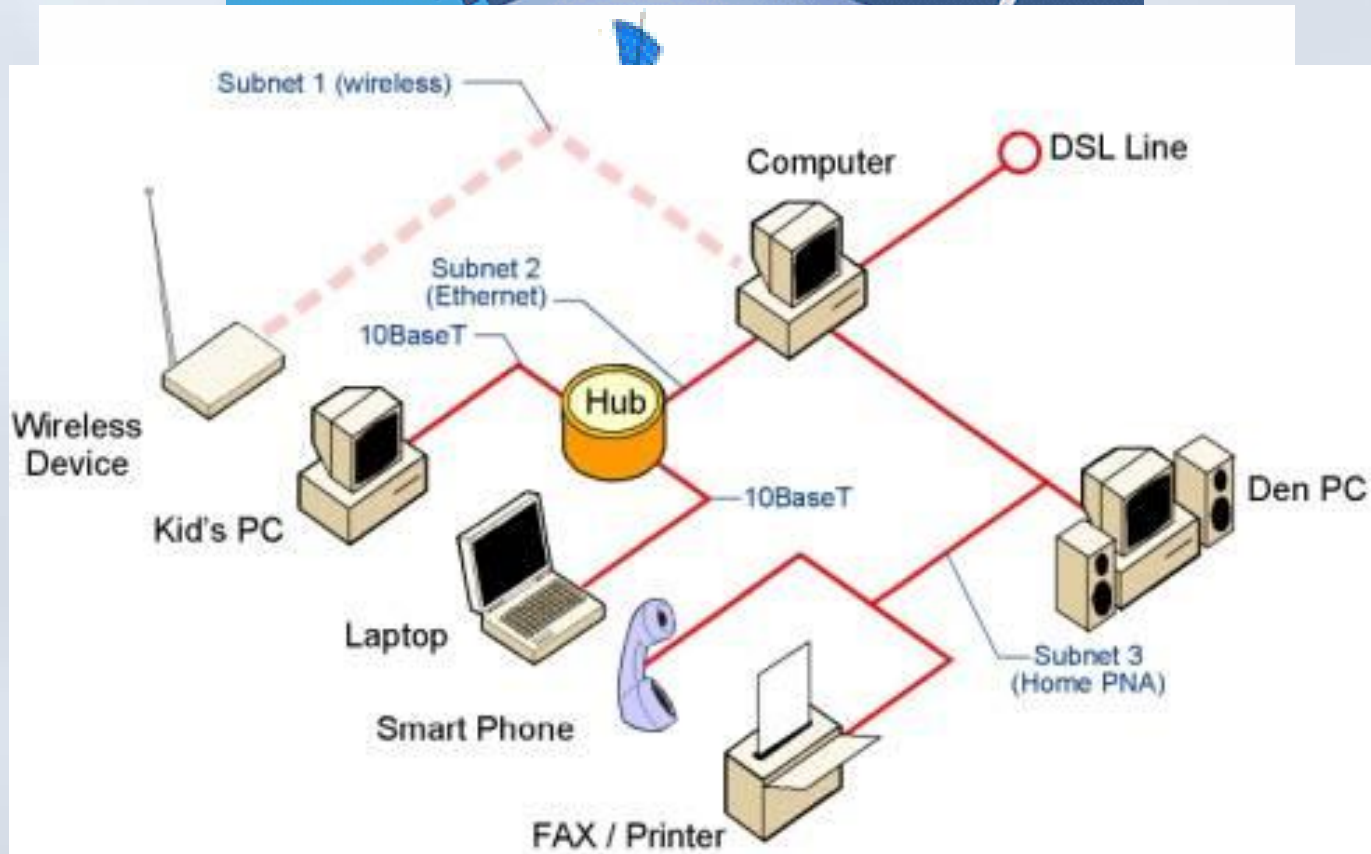 Subnet 1 (wireless)
DSL Line
Computer
Subnet 2
(Ethernet)
10BaseT
Hub
Wireless
Device
Kid's PC
10BaseT
Den PC
Laptop
Subnet 3
(Home PNA)
Smart Phone
FAX / Printer